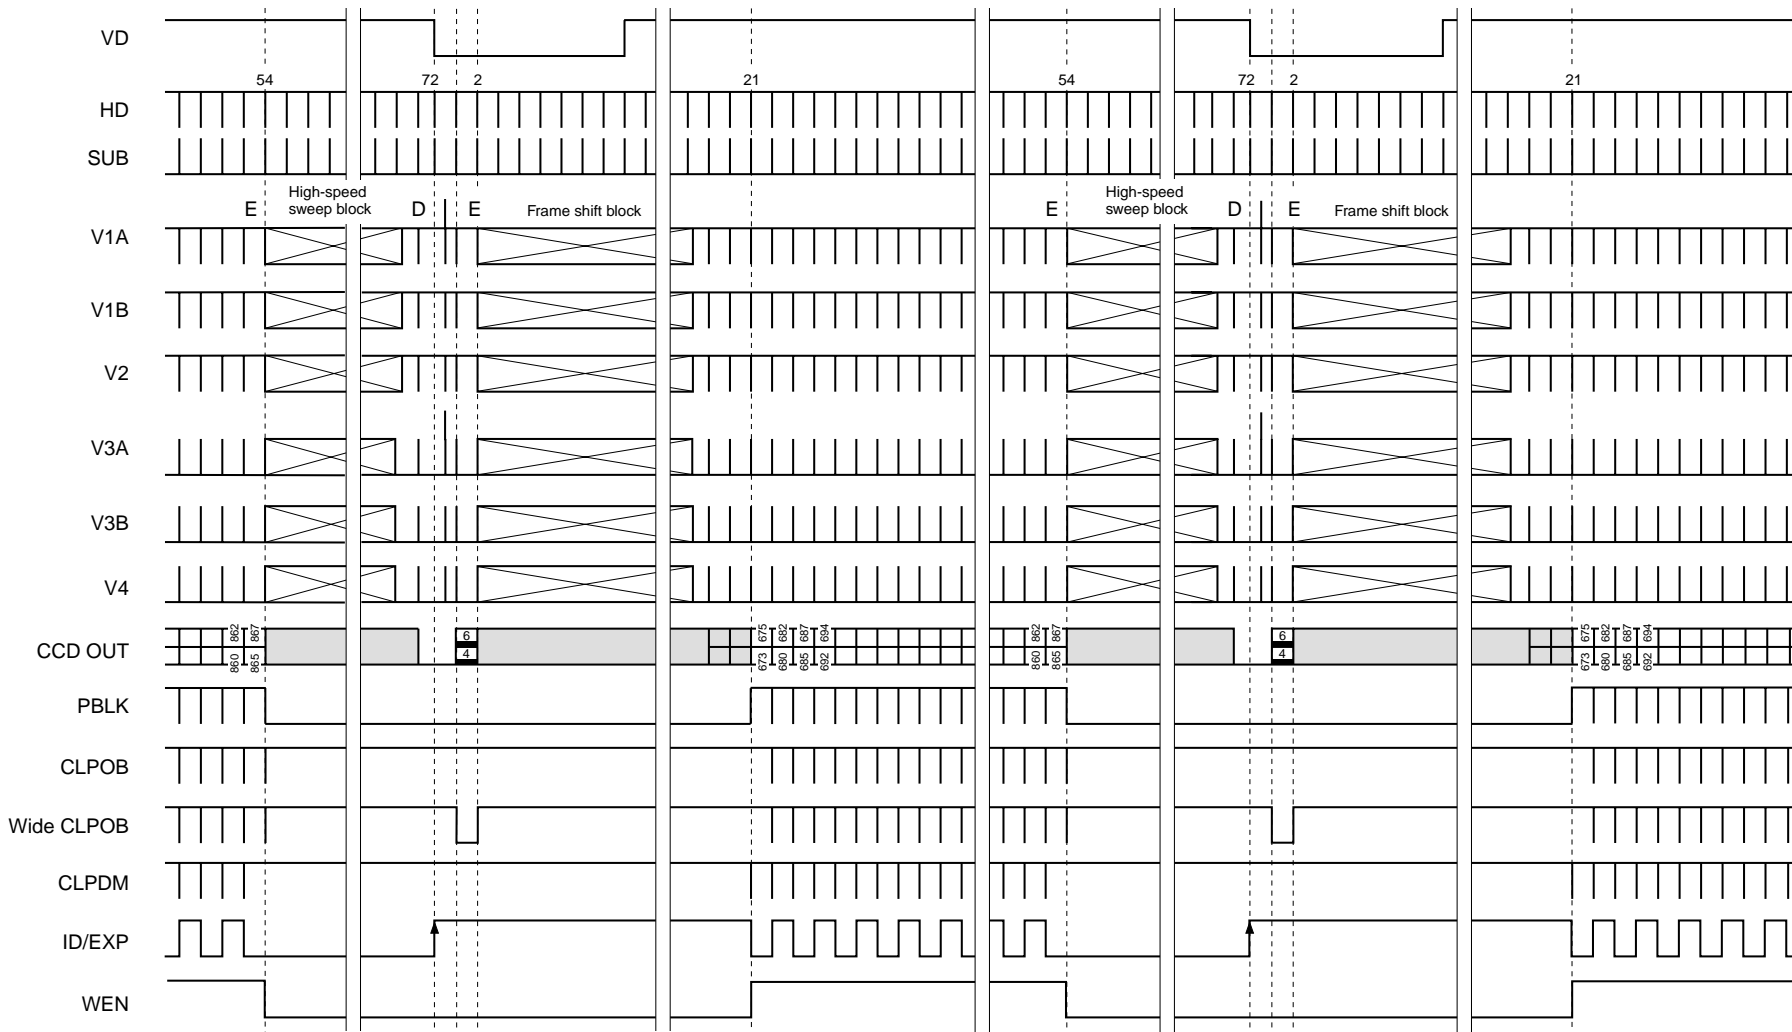 VD
54 72 2 21 54 72 2 21
HD
SUB
High-speed
sweep block
E D E Frame shift block
High-speed
sweep block
E D E Frame shift block
V1A
V1B
V2
V3A
V3B
V4
862 867 6 675 682 687 694 862 867 6 675 682 687 694
CCD OUT
860 865 4 673 680 685 692 860 865 4 673 680 685 692
PBLK
CLPOB
Wide CLPOB
CLPDM
ID/EXP
WEN